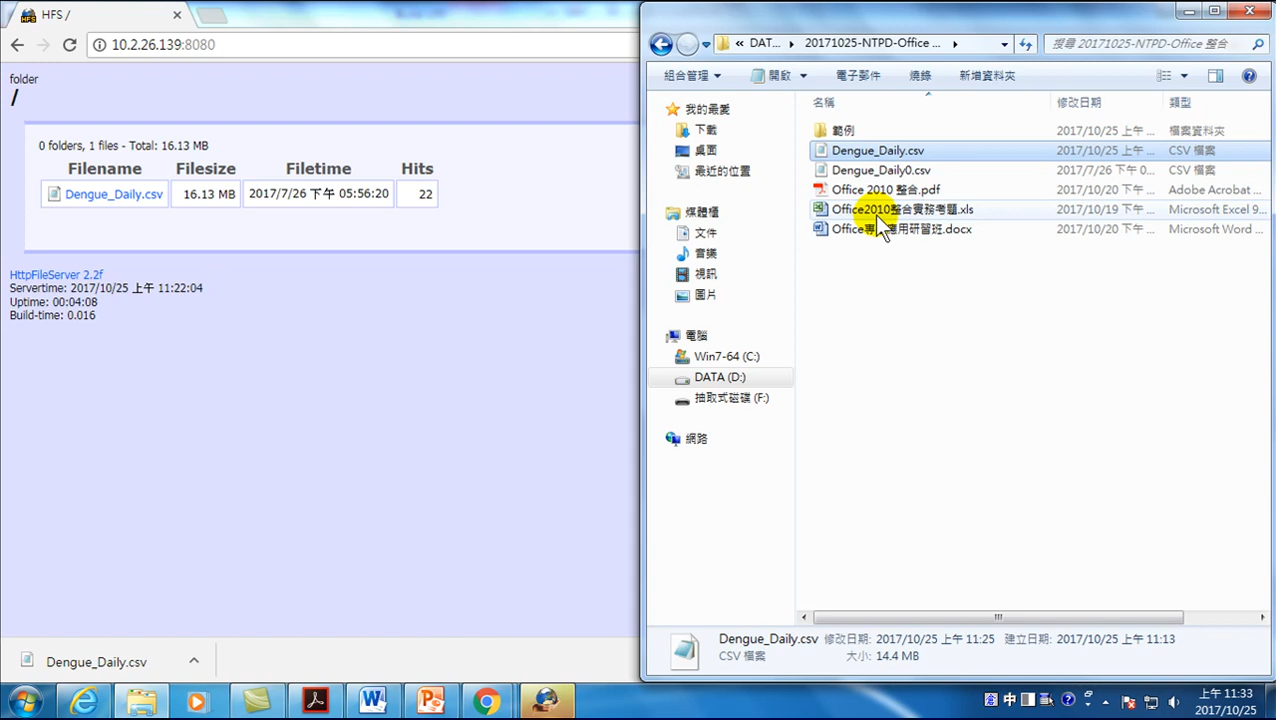 HFS /
10.2.26.139:8080
folder
/
0 folders, 1 files - Total: 16.13 MB
Filename Filesize Filetime Hits
Dengue_Daily.csv 16.13 MB 2017/7/26 下午 05:56:20 22
HttpFileServer 2.2f
Servertime: 2017/10/25 上午 11:22:04
Uptime: 00:04:08
Build-time: 0.016
Dengue_Daily.csv
« DAT... ▸ 20171025-NTPD-Office ... ▸
搜尋 20171025-NTPD-Office 整合
組合管理 開啟 電子郵件 燒錄 新增資料夾
我的最愛
下載
桌面
最近的位置
媒體櫃
文件
音樂
視訊
圖片
電腦
Win7-64 (C:)
DATA (D:)
抽取式磁碟 (F:)
網路
名稱 修改日期 類型
範例 2017/10/25 上午 ... 檔案資料夾
Dengue_Daily.csv 2017/10/25 上午 ... CSV 檔案
Dengue_Daily0.csv 2017/7/26 下午 0... CSV 檔案
Office 2010 整合.pdf 2017/10/20 上午 ... Adobe Acrobat ...
Office2010整合實務考題.xls 2017/10/19 下午 ... Microsoft Excel 9...
Office專 應用研習班.docx 2017/10/20 上午 ... Microsoft Word ...
Dengue_Daily.csv 修改日期: 2017/10/25 上午 11:25 建立日期: 2017/10/25 上午 11:13
CSV 檔案 大小: 14.4 MB
中
上午 11:33
2017/10/25